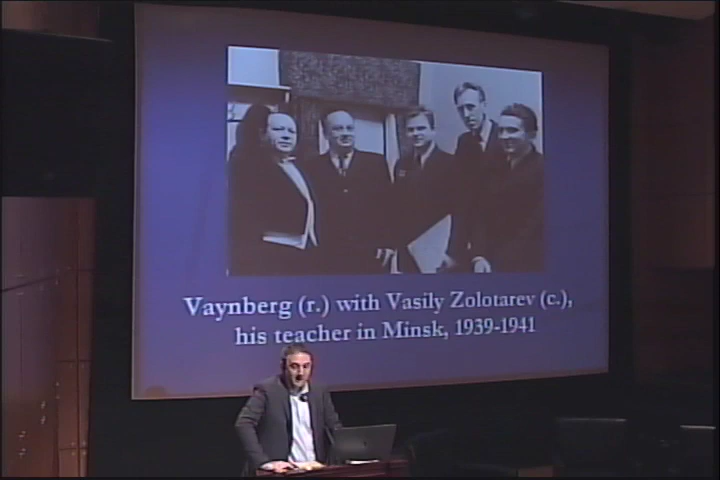 Vaynberg (r.) with Vasily Zolotarev (c.),
his teacher in Minsk, 1939-1941